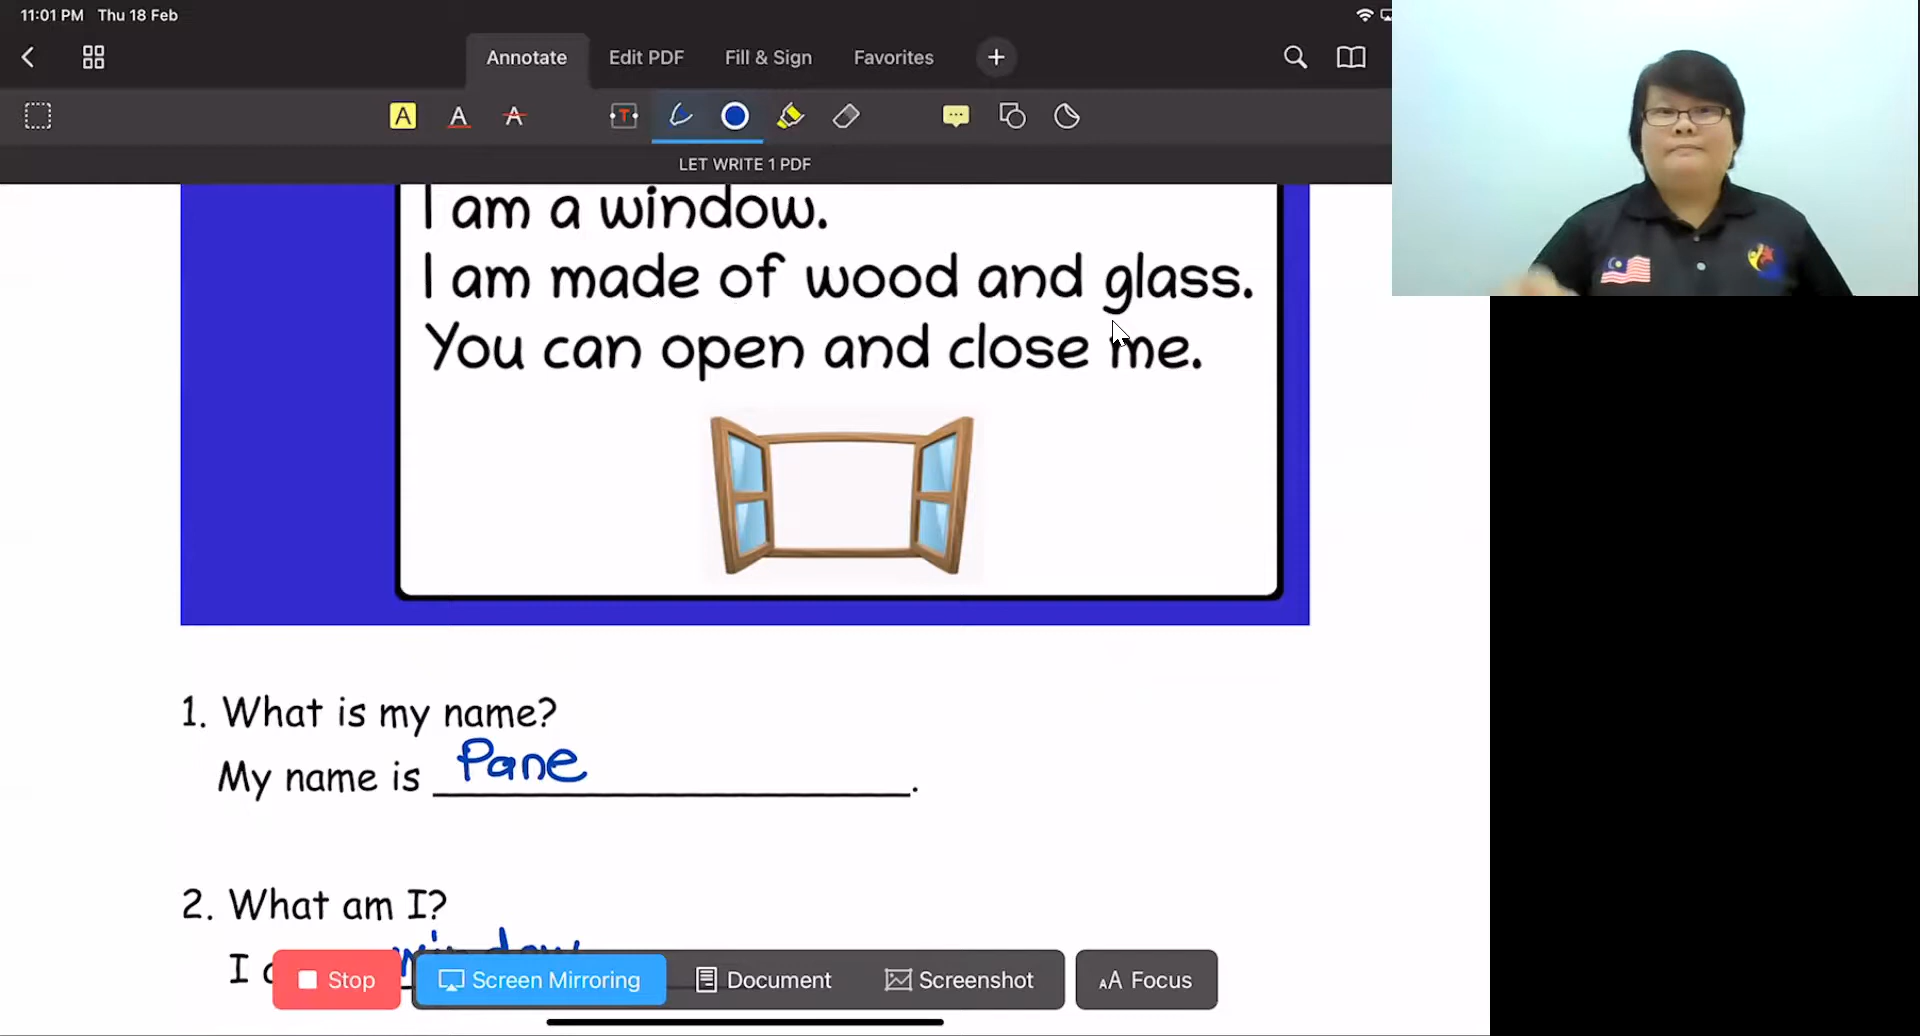 11:01 PM Thu 18 Feb
Annotate Edit PDF Fill & Sign Favorites
A A A T
LET WRITE 1 PDF
I am a window.
I am made of wood and glass.
You can open and close me.
1. What is my name?
My name is Pane.
2. What am I?
I window
Stop Screen Mirroring Document Screenshot AA Focus